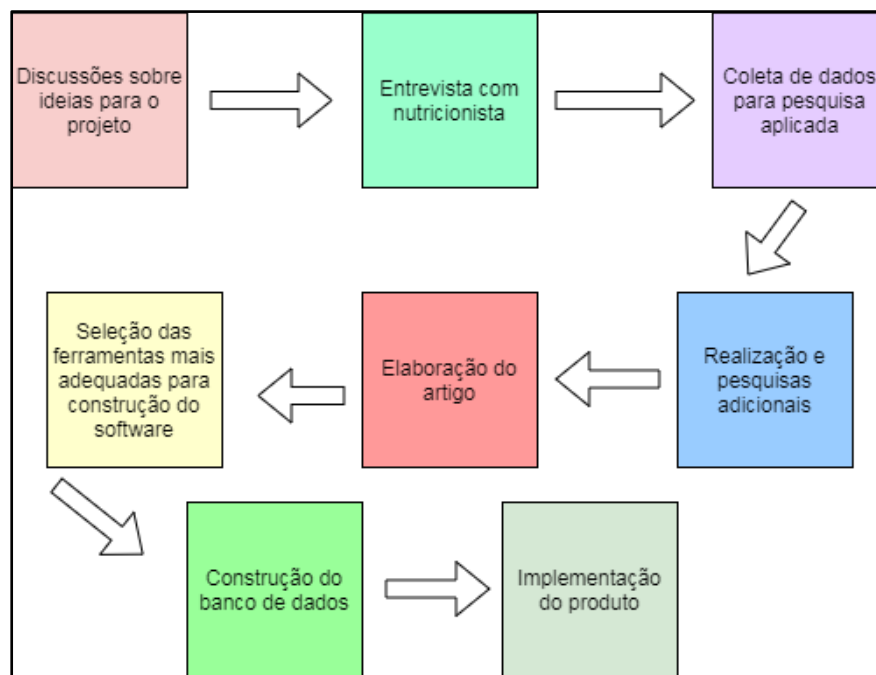 Discussões sobre
ideias para o
projeto
Entrevista com
nutricionista
Coleta de dados
para pesquisa
aplicada
Realização e
pesquisas
adicionais
Elaboração do
artigo
Seleção das
ferramentas mais
adequadas para
construção do
software
Construção do
banco de dados
Implementação
do produto